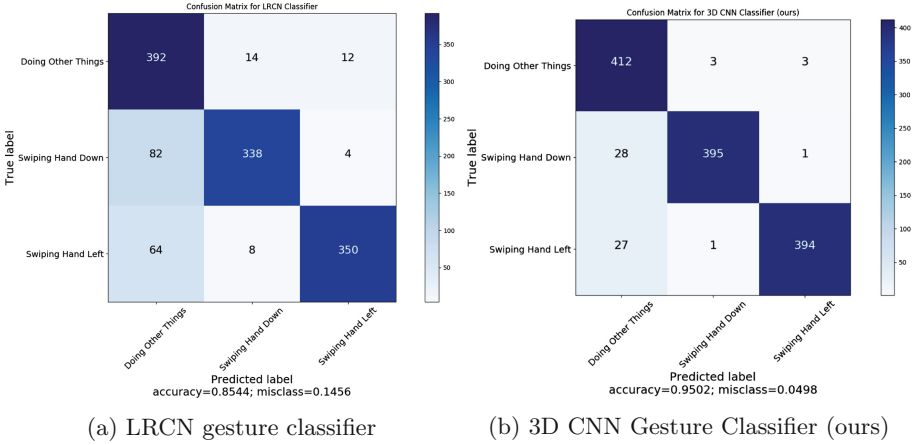 Confusion Matrix for LRCN Classifier
True label
Doing Other Things
392 14 12
Swiping Hand Down
82 338 4
Swiping Hand Left
64 8 350
350
300
250
200
150
100
50
Doing Other Things
Swiping Hand Down
Swiping Hand Left
Predicted label
accuracy=0.8544; misclass=0.1456
(a) LRCN gesture classifier
Confusion Matrix for 3D CNN Classifier (ours)
True label
Doing Other Things
412 3 3
Swiping Hand Down
28 395 1
Swiping Hand Left
27 1 394
400
350
300
250
200
150
100
50
Doing Other Things
Swiping Hand Down
Swiping Hand Left
Predicted label
accuracy=0.9502; misclass=0.0498
(b) 3D CNN Gesture Classifier (ours)